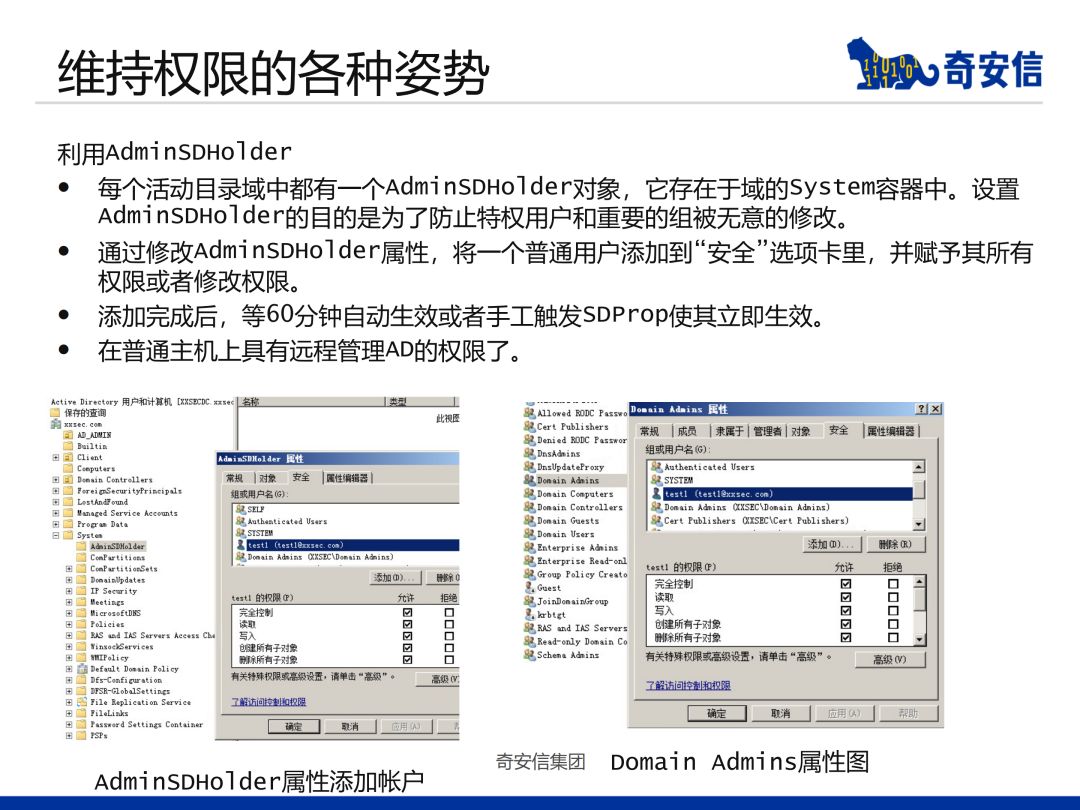 维持权限的各种姿势
奇安信
利用AdminSDHolder
• 每个活动目录域中都有一个AdminSDHolder对象，它存在于域的System容器中。设置
AdminSDHolder的目的是为了防止特权用户和重要的组被无意的修改。
• 通过修改AdminSDHolder属性，将一个普通用户添加到“安全”选项卡里，并赋予其所有
权限或者修改权限。
• 添加完成后，等60分钟自动生效或者手工触发SDProp使其立即生效。
• 在普通主机上具有远程管理AD的权限了。
Active Directory 用户和计算机 [XXSECDC.xxsec
保存的查询
xxsec.com
AD_ADMIN
Builtin
Client
Computers
Domain Controllers
ForeignSecurityPrincipals
LostAndFound
Managed Service Accounts
Program Data
System
AdminSDHolder
ComPartitions
ComPartitionSets
DomainUpdates
IP Security
Meetings
MicrosoftDNS
Policies
RAS and IAS Servers Access Che
WinsockServices
WMIPolicy
Default Domain Policy
Dfs-Configuration
DFSR-GlobalSettings
File Replication Service
FileLinks
Password Settings Container
PSPs
名称 类型
此视图
AdminSDHolder 属性
常规 对象 安全 属性编辑器
组或用户名(G):
SELF
Authenticated Users
SYSTEM
test1 (test1@xxsec.com)
Domain Admins (XXSEC\Domain Admins)
添加(D)... 删除(
test1 的权限(P) 允许 拒绝
完全控制
读取
写入
创建所有子对象
删除所有子对象
有关特殊权限或高级设置，请单击“高级”。 高级(V)
了解访问控制和权限
确定 取消 应用(A)
Allowed RODC Passwo
Cert Publishers
Denied RODC Passwor
DnsAdmins
DnsUpdateProxy
Domain Admins
Domain Computers
Domain Controllers
Domain Guests
Domain Users
Enterprise Admins
Enterprise Read-onl
Group Policy Creato
Guest
JoinDomainGroup
krbtgt
RAS and IAS Servers
Read-only Domain Co
Schema Admins
Domain Admins 属性
常规 成员 隶属于 管理者 对象 安全 属性编辑器
组或用户名(G):
Authenticated Users
SYSTEM
test1 (test1@xxsec.com)
Domain Admins (XXSEC\Domain Admins)
Cert Publishers (XXSEC\Cert Publishers)
添加(D)... 删除(R)
test1 的权限(P) 允许 拒绝
完全控制
读取
写入
创建所有子对象
删除所有子对象
有关特殊权限或高级设置，请单击“高级”。 高级(V)
了解访问控制和权限
确定 取消 应用(A) 帮助
AdminSDHolder属性添加帐户
奇安信集团
Domain Admins属性图